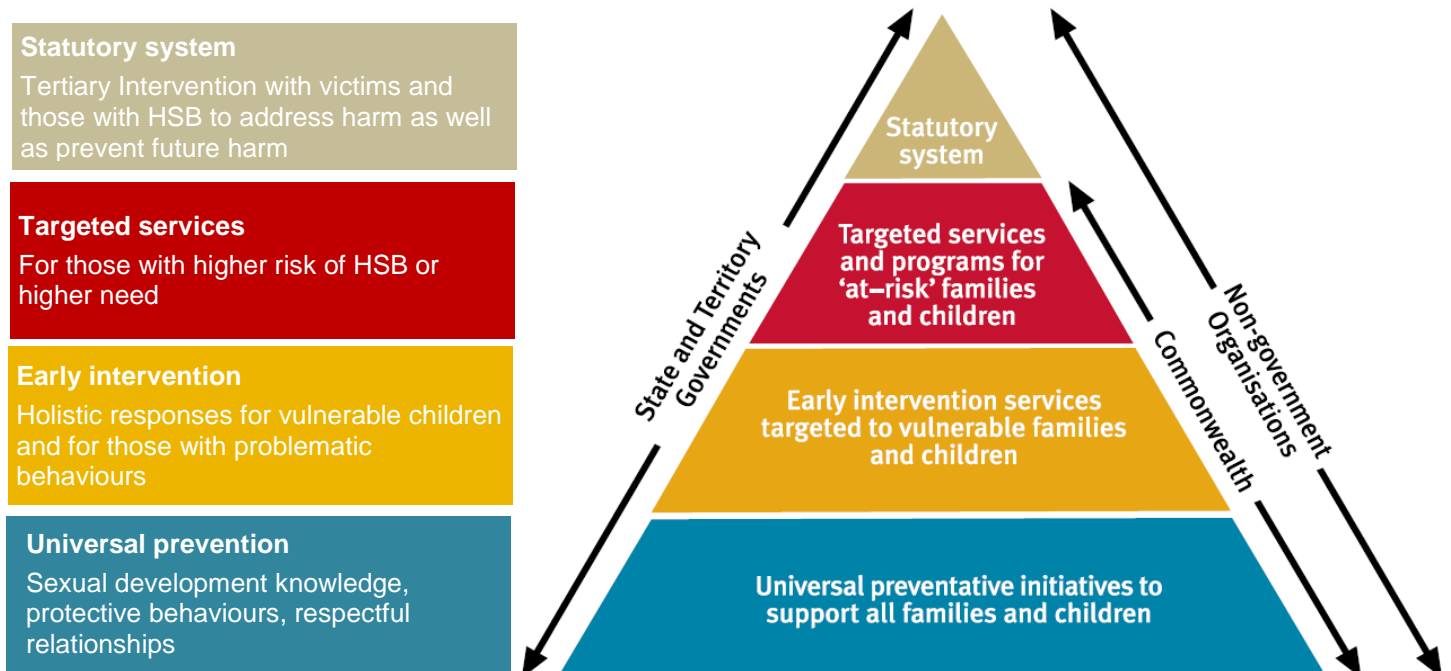 Statutory system
Tertiary Intervention with victims and
those with HSB to address harm as well
as prevent future harm
Targeted services
For those with higher risk of HSB or
higher need
Early intervention
Holistic responses for vulnerable children
and for those with problematic
behaviours
Universal prevention
Sexual development knowledge,
protective behaviours, respectful
relationships
Statutory
system
Targeted services
and programs for
‘at–risk’ families
and children
Early intervention services
targeted to vulnerable families
and children
Universal preventative initiatives to
support all families and children
State and Territory
Governments
Commonwealth
Non-government
Organisations